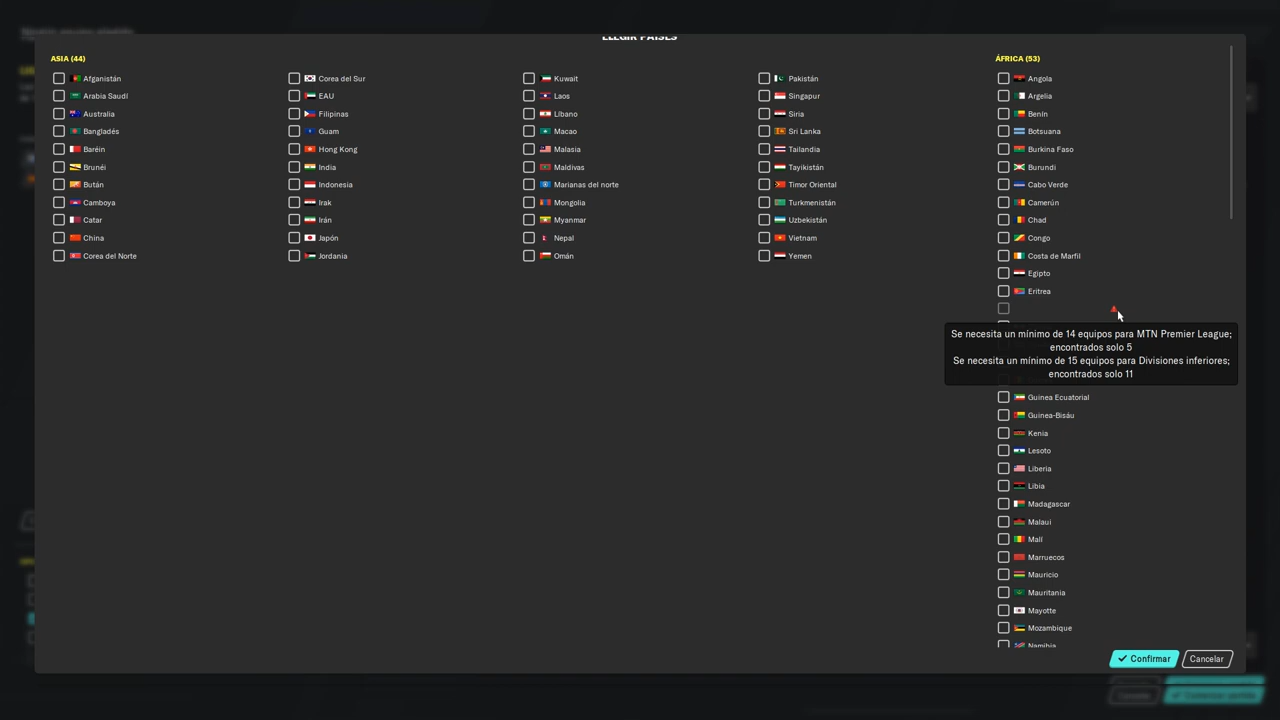 ELEGIR PAÍSES
ASIA (44)
Afganistán
Arabia Saudí
Australia
Bangladés
Baréin
Brunéi
Bután
Camboya
Catar
China
Corea del Norte
Corea del Sur
EAU
Filipinas
Guam
Hong Kong
India
Indonesia
Irak
Irán
Japón
Jordania
Kuwait
Laos
Líbano
Macao
Malasia
Maldivas
Marianas del norte
Mongolia
Myanmar
Nepal
Omán
Pakistán
Singapur
Siria
Sri Lanka
Tailandia
Tayikistán
Timor Oriental
Turkmenistán
Uzbekistán
Vietnam
Yemen
ÁFRICA (53)
Angola
Argelia
Benín
Botsuana
Burkina Faso
Burundi
Cabo Verde
Camerún
Chad
Congo
Costa de Marfil
Egipto
Eritrea
Se necesita un mínimo de 14 equipos para MTN Premier League;
encontrados solo 5
Se necesita un mínimo de 15 equipos para Divisiones inferiores;
encontrados solo 11
Guinea Ecuatorial
Guinea-Bisáu
Kenia
Lesoto
Liberia
Libia
Madagascar
Malaui
Malí
Marruecos
Mauricio
Mauritania
Mayotte
Mozambique
Namibia
Confirmar
Cancelar